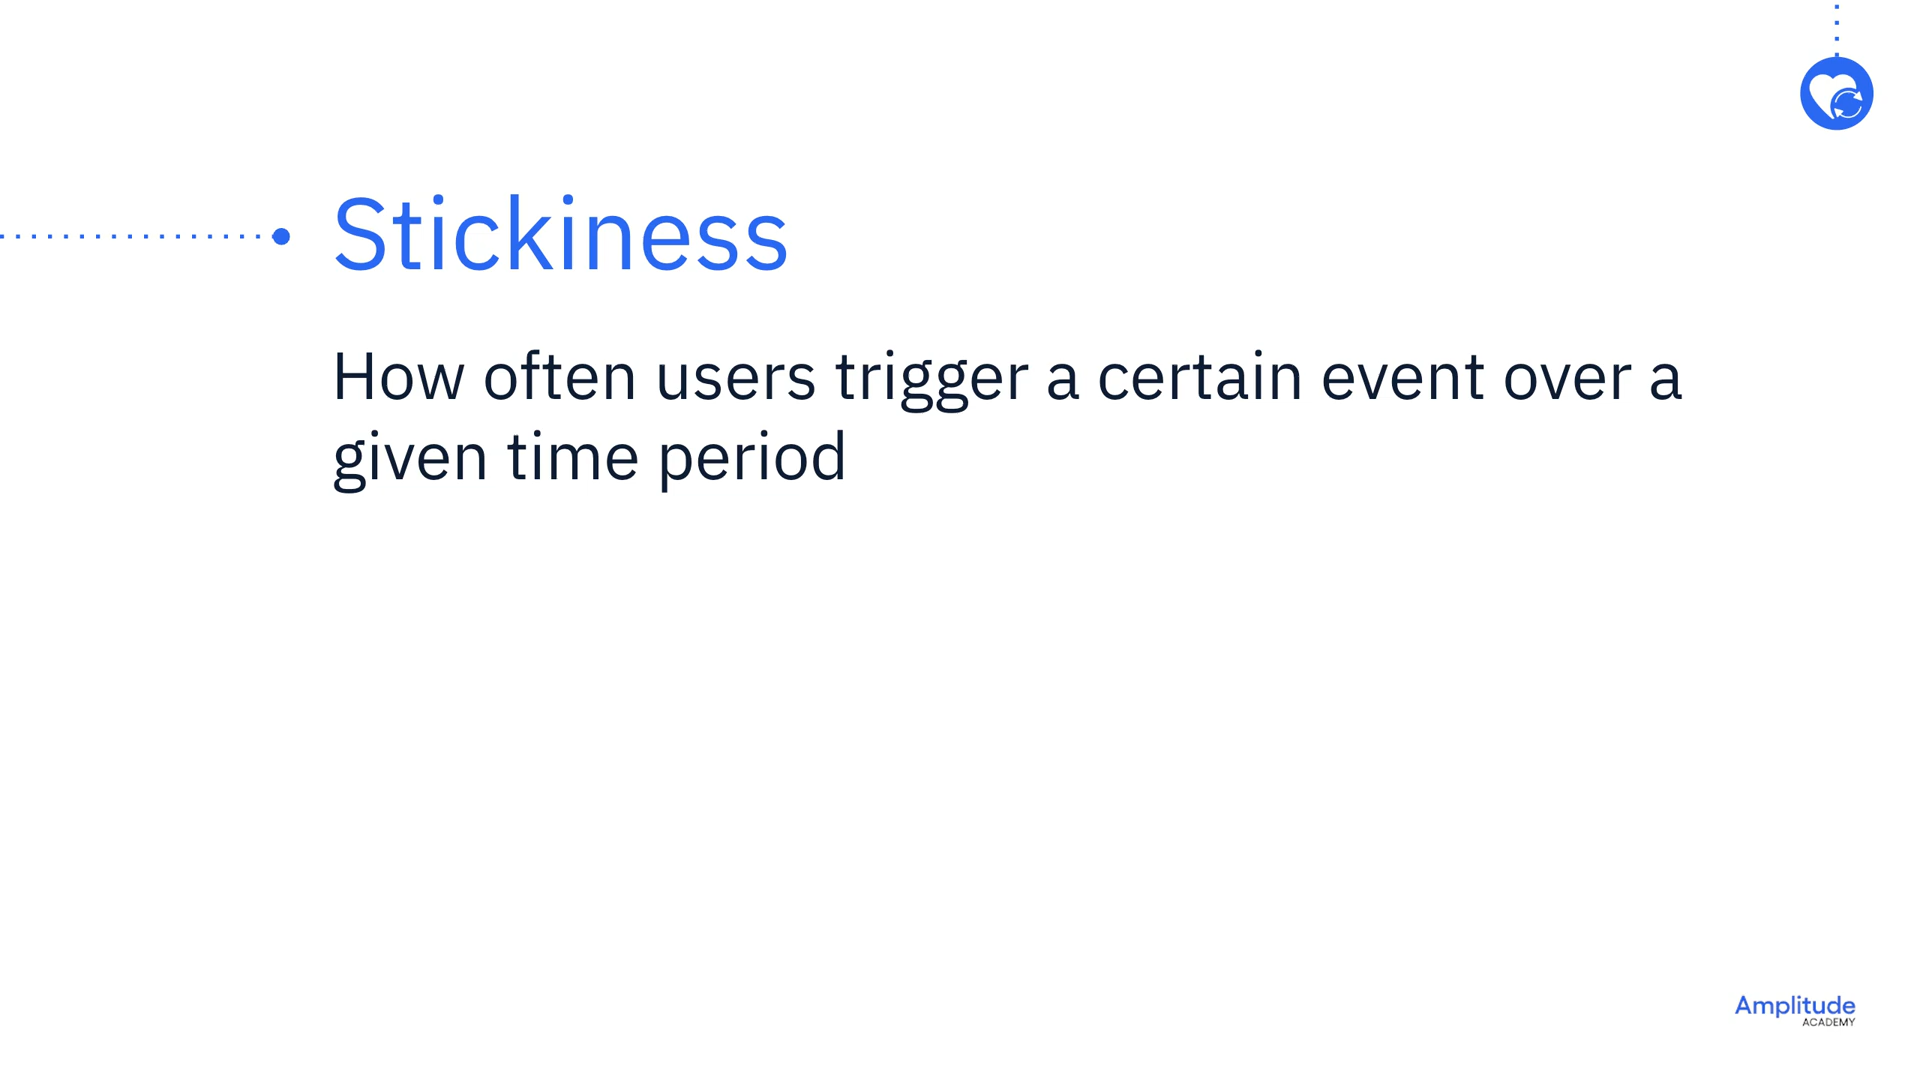 Stickiness
How often users trigger a certain event over a
given time period
Amplitude
ACADEMY